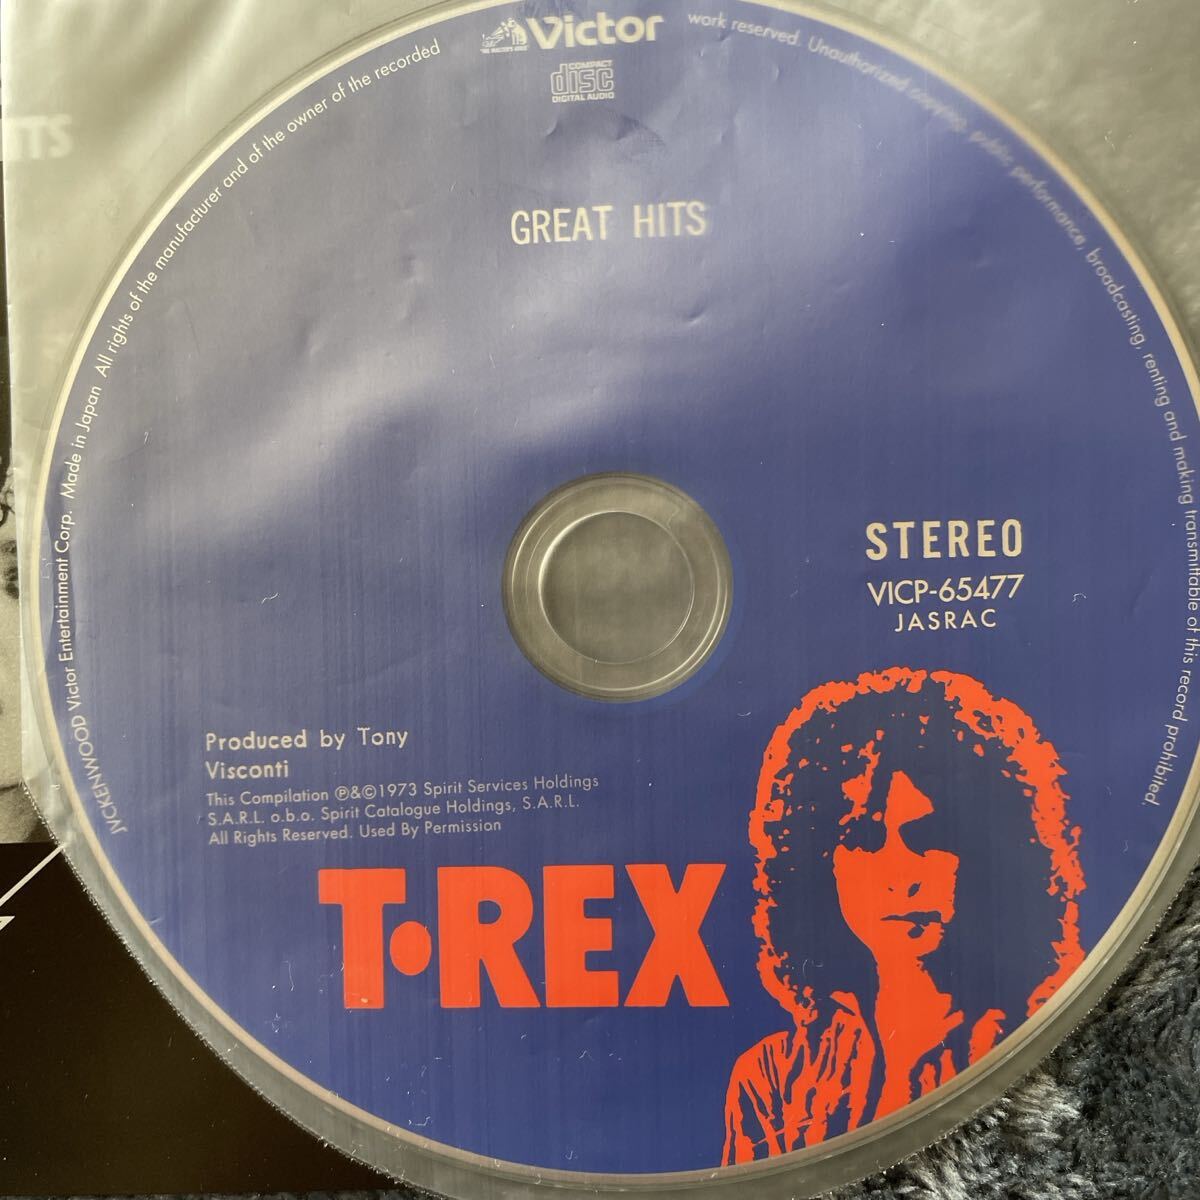 Victor
"HIS MASTER'S VOICE"
COMPACT
disc
DIGITAL AUDIO
GREAT HITS
STEREO
VICP-65477
JASRAC
Produced by Tony
Visconti
This Compilation ℗&©1973 Spirit Services Holdings
S.A.R.L. o.b.o. Spirit Catalogue Holdings, S.A.R.L.
All Rights Reserved. Used By Permission
T•REX
JVCKENWOOD Victor Entertainment Corp. Made in Japan All rights of the manufacturer and of the owner of the recorded work reserved. Unauthorized copying, public performance, broadcasting, renting and making transmittable of this record prohibited.